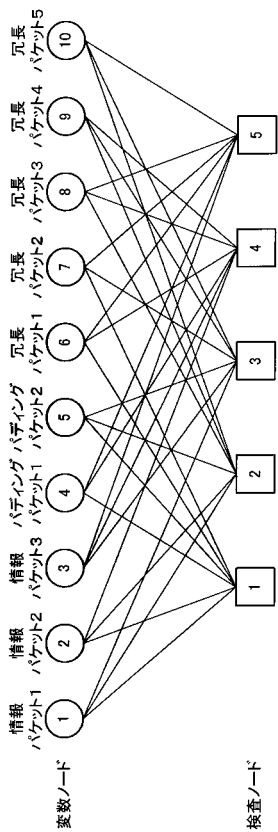 情報
パケット1
情報
パケット2
情報
パケット3
パディング
パケット1
パディング
パケット2
冗長
パケット1
冗長
パケット2
冗長
パケット3
冗長
パケット4
冗長
パケット5
変数ノード
1
2
3
4
5
6
7
8
9
10
検査ノード
1
2
3
4
5